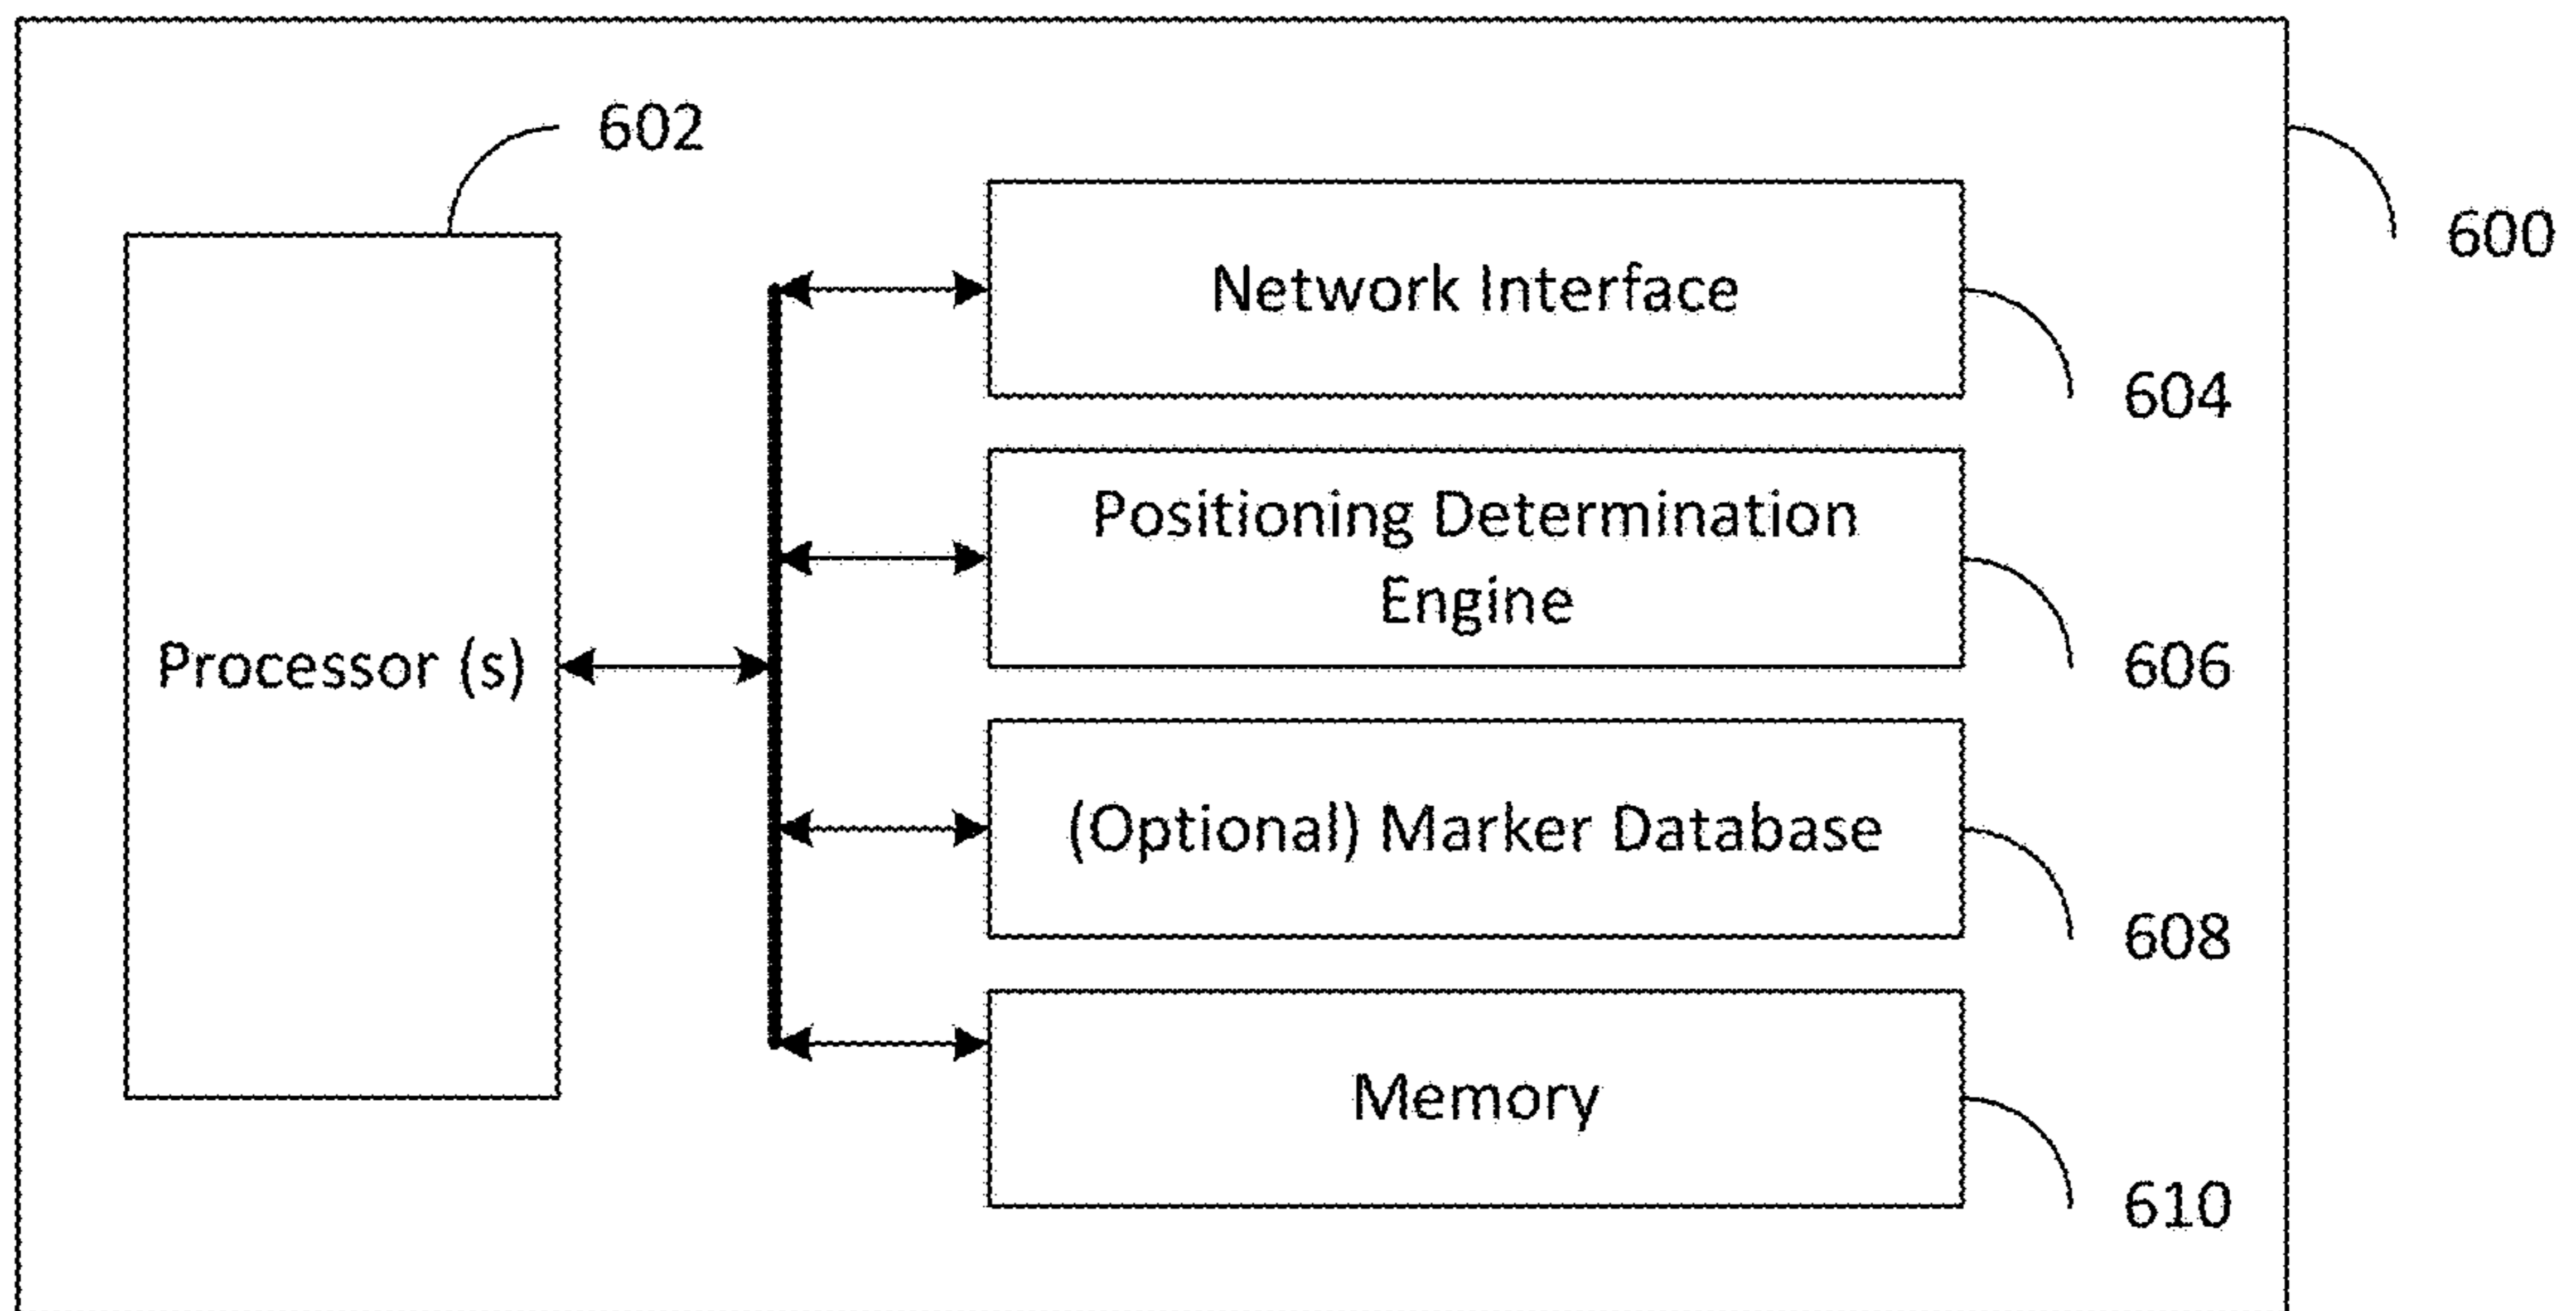 602
Network Interface
600
604
Positioning Determination
Engine
606
Processor (s)
(Optional) Marker Database
608
Memory
610